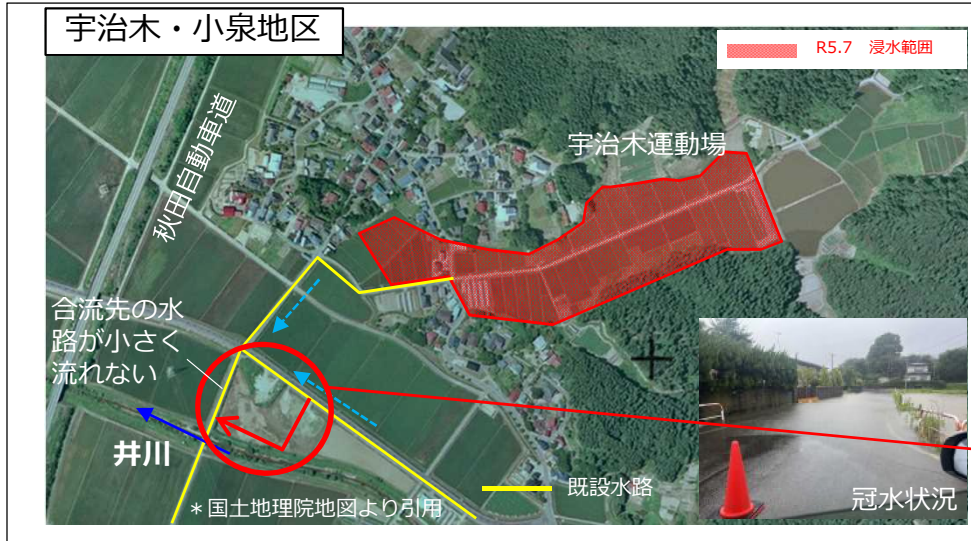 宇治木・小泉地区
R5.7 浸水範囲
宇治木運動場
秋田自動車道
合流先の水
路が小さく
流れない
井川
既設水路
＊国土地理院地図より引用
冠水状況